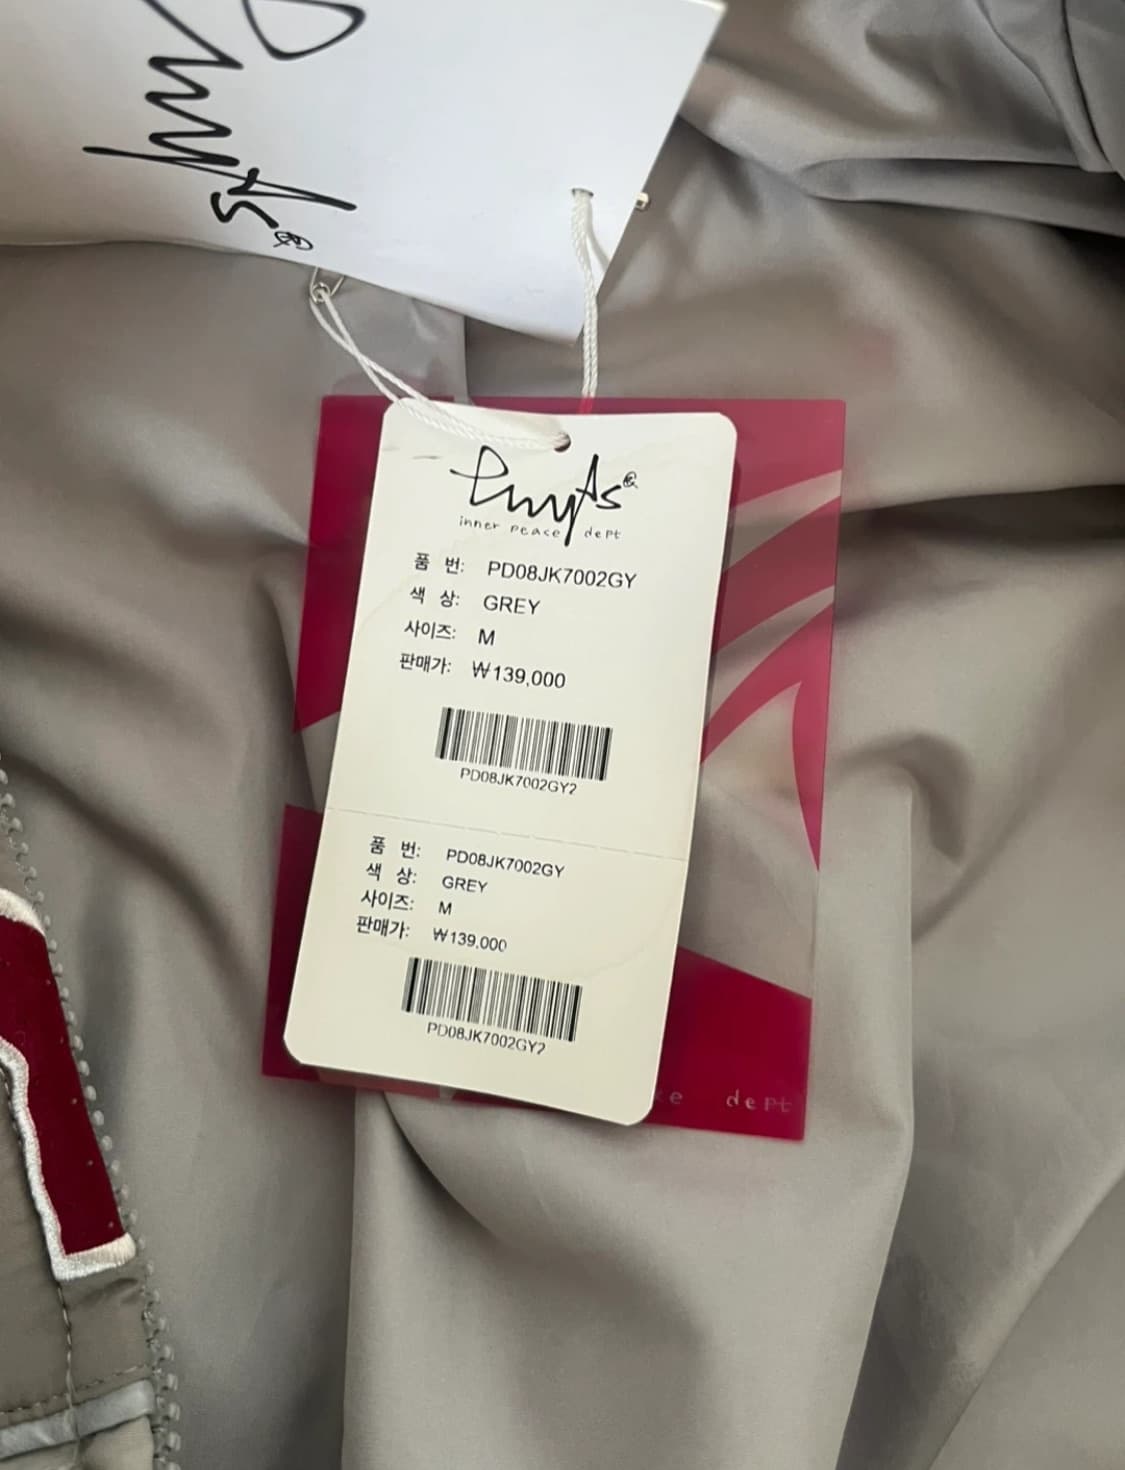 inner peace dept
품 번: PD08JK7002GY
색 상: GREY
사이즈: M
판매가: ₩139,000
PD08JK7002GY2
품 번: PD08JK7002GY
색 상: GREY
사이즈: M
판매가: ₩139,000
PD08JK7002GY2
dept